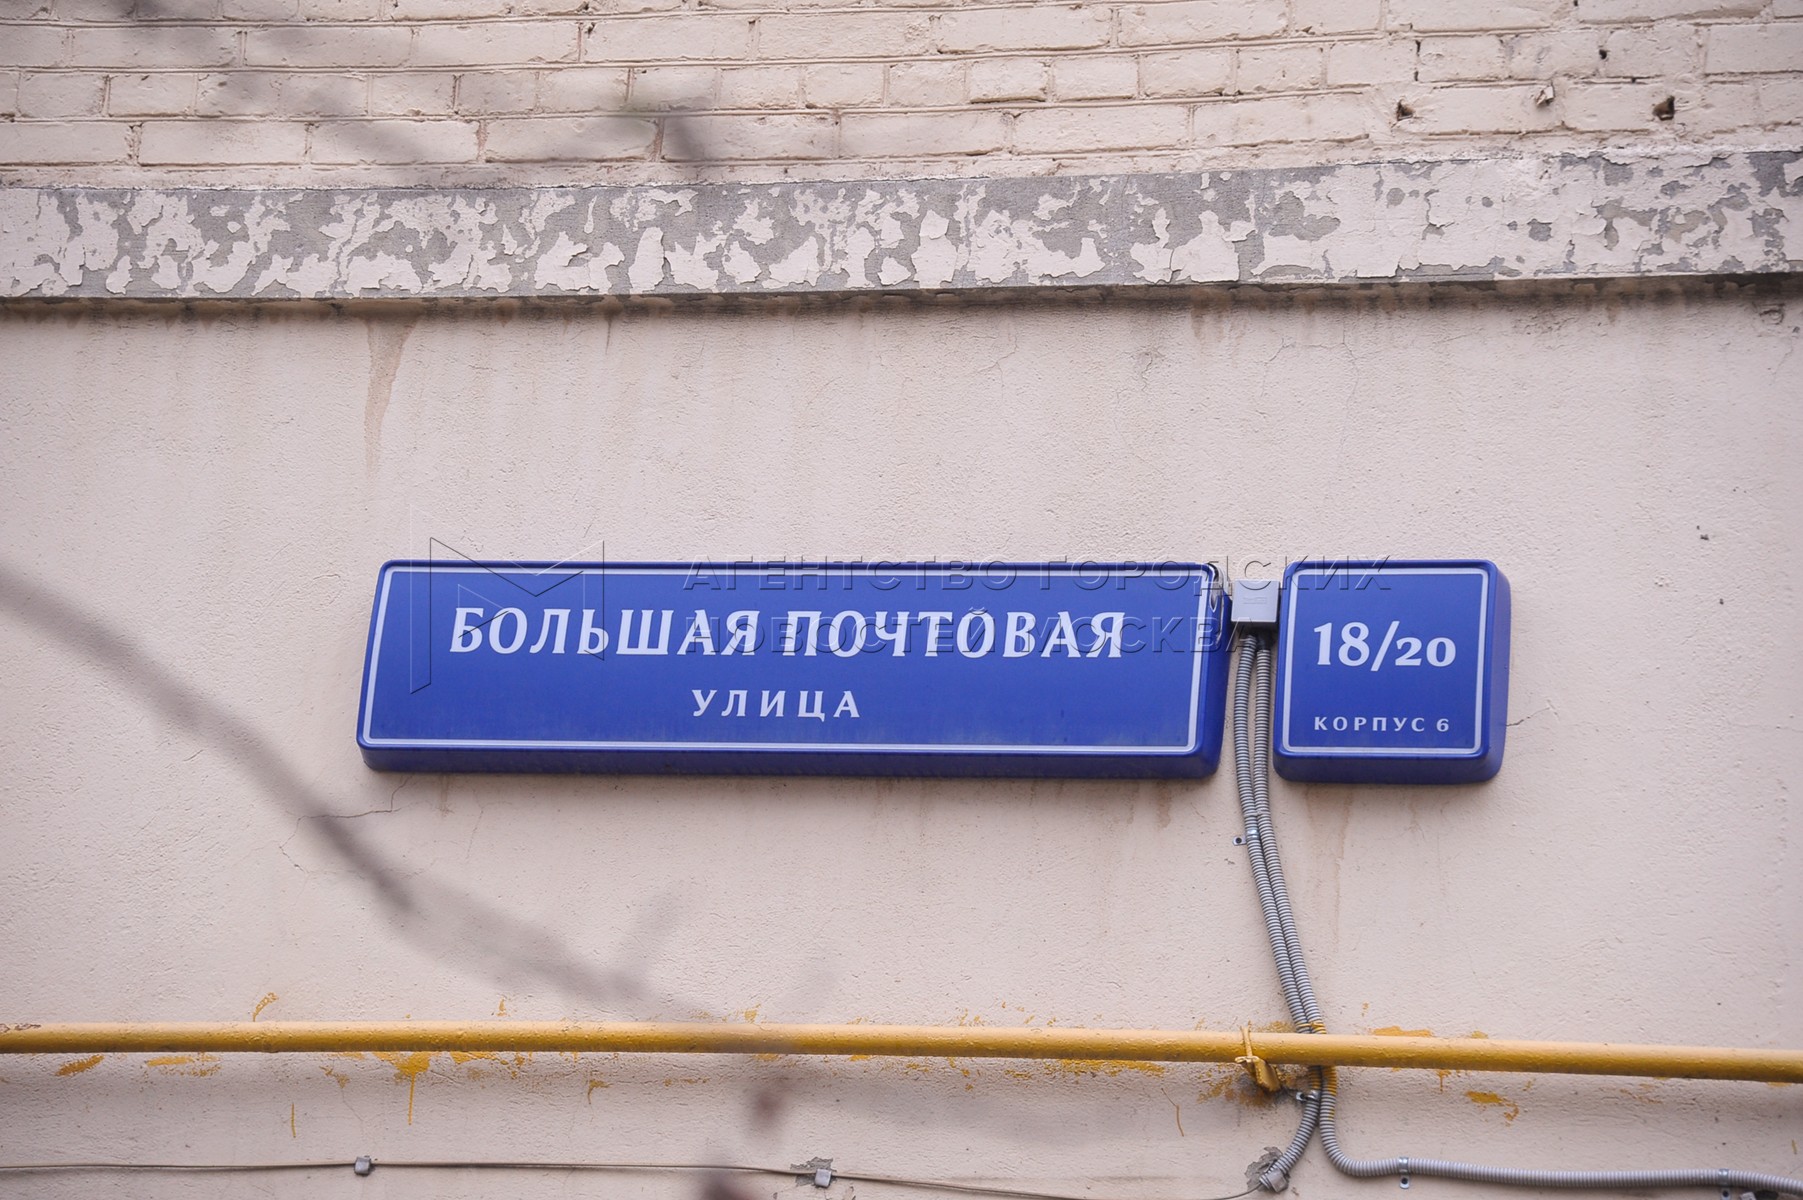 АГЕНТСТВО ГОРОДСКИХ
НОВОСТЕЙ МОСКВА
БОЛЬШАЯ ПОЧТОВАЯ
УЛИЦА
18/20
КОРПУС 6